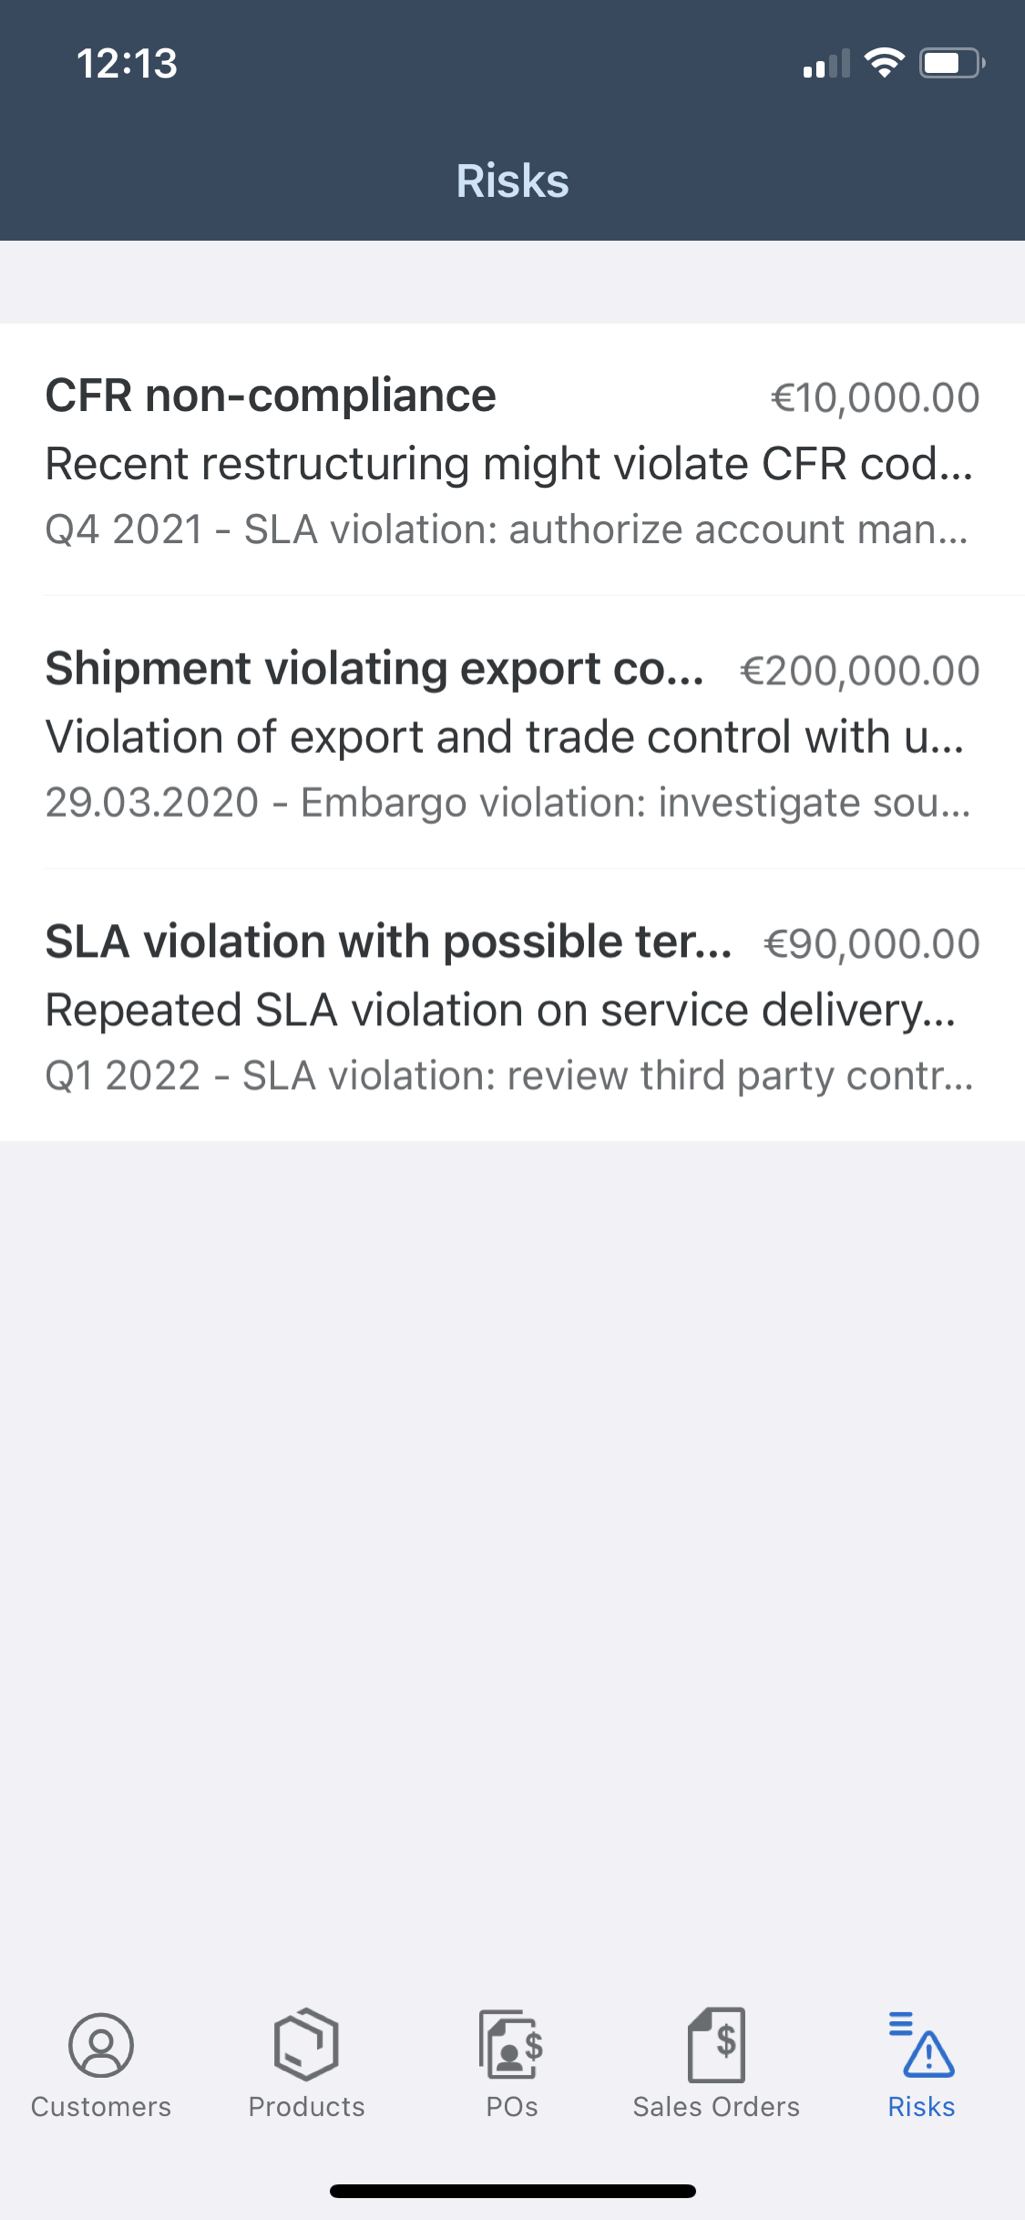 12:13
Risks
CFR non-compliance €10,000.00
Recent restructuring might violate CFR cod...
Q4 2021 - SLA violation: authorize account man...
Shipment violating export co... €200,000.00
Violation of export and trade control with u...
29.03.2020 - Embargo violation: investigate sou...
SLA violation with possible ter... €90,000.00
Repeated SLA violation on service delivery...
Q1 2022 - SLA violation: review third party contr...
Customers Products POs Sales Orders Risks